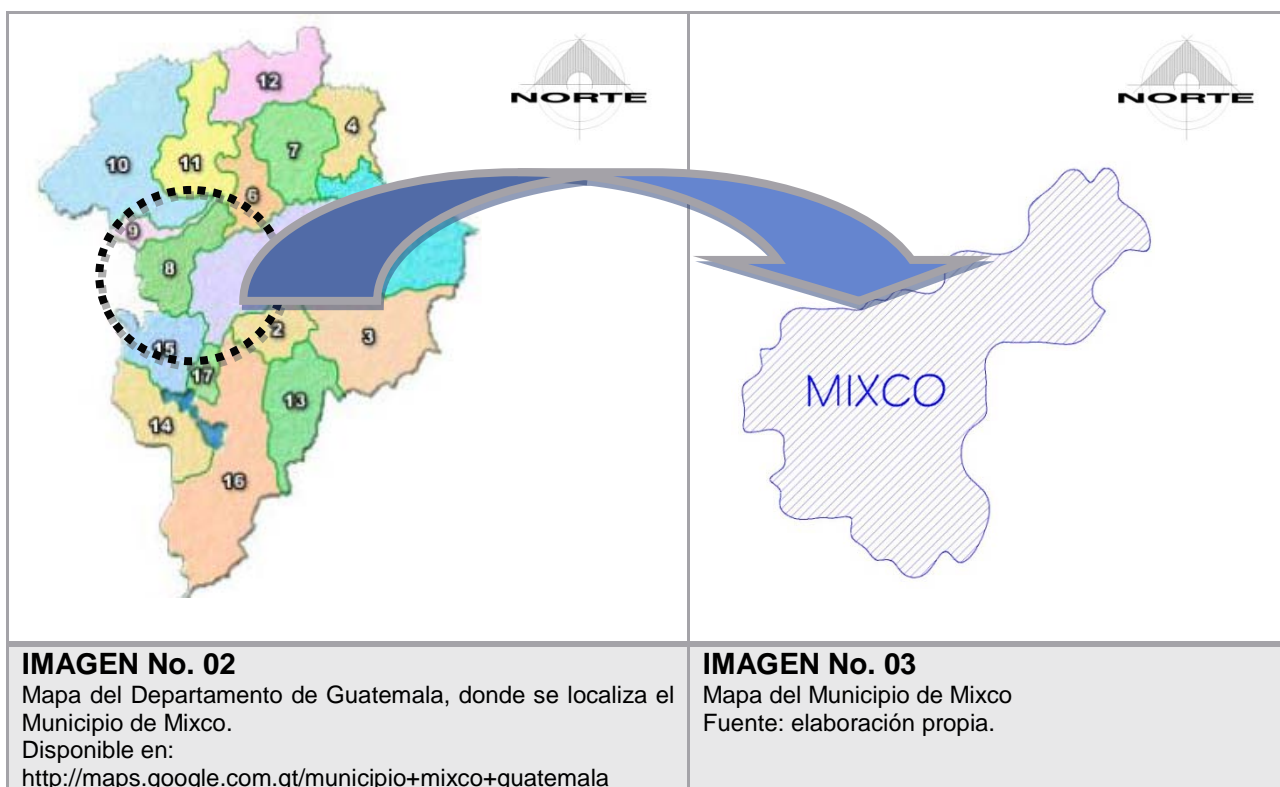 12
NORTE
4
7
10
11
6
9
8
2
3
15
17
13
14
16
NORTE
MIXCO
IMAGEN No. 02
Mapa del Departamento de Guatemala, donde se localiza el
Municipio de Mixco.
Disponible en:
http://maps.google.com.gt/municipio+mixco+guatemala
IMAGEN No. 03
Mapa del Municipio de Mixco
Fuente: elaboración propia.